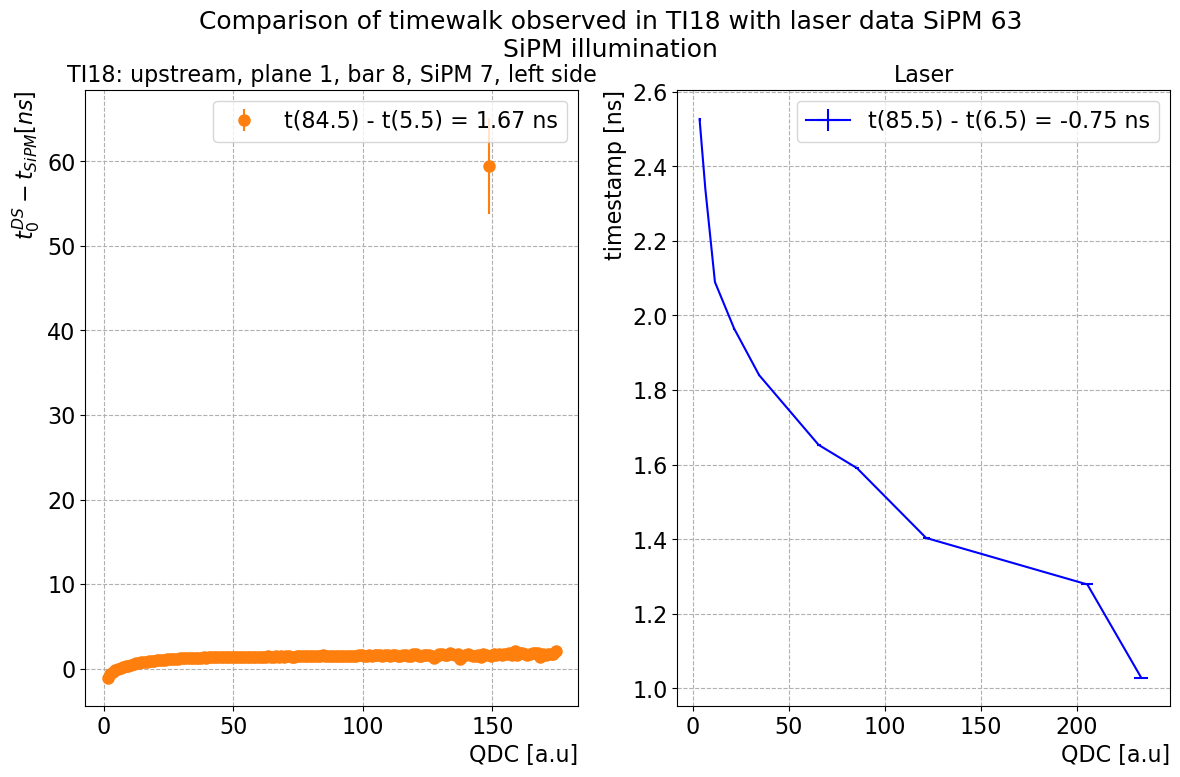 Comparison of timewalk observed in TI18 with laser data SiPM 63
SiPM illumination
TI18: upstream, plane 1, bar 8, SiPM 7, left side
t(84.5) - t(5.5) = 1.67 ns
t₀ᴰˢ − t_SiPM[ns]
60
50
40
30
20
10
0
0 50 100 150
QDC [a.u]
Laser
t(85.5) - t(6.5) = -0.75 ns
timestamp [ns]
2.6
2.4
2.2
2.0
1.8
1.6
1.4
1.2
1.0
0 50 100 150 200
QDC [a.u]